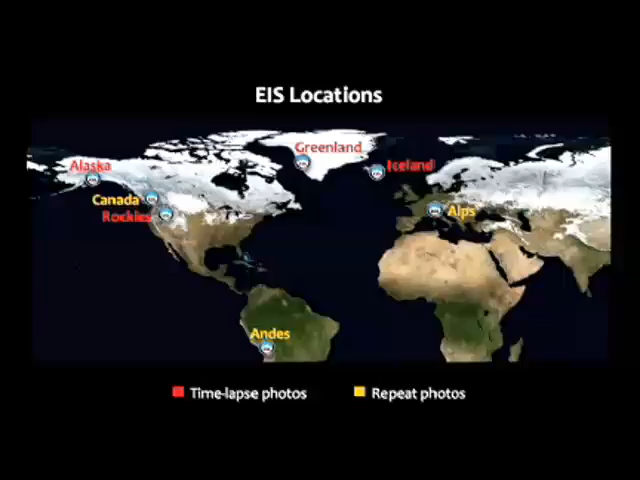 EIS Locations
Greenland
Alaska
Iceland
Canada
Rockies
Alps
Andes
Time-lapse photos
Repeat photos